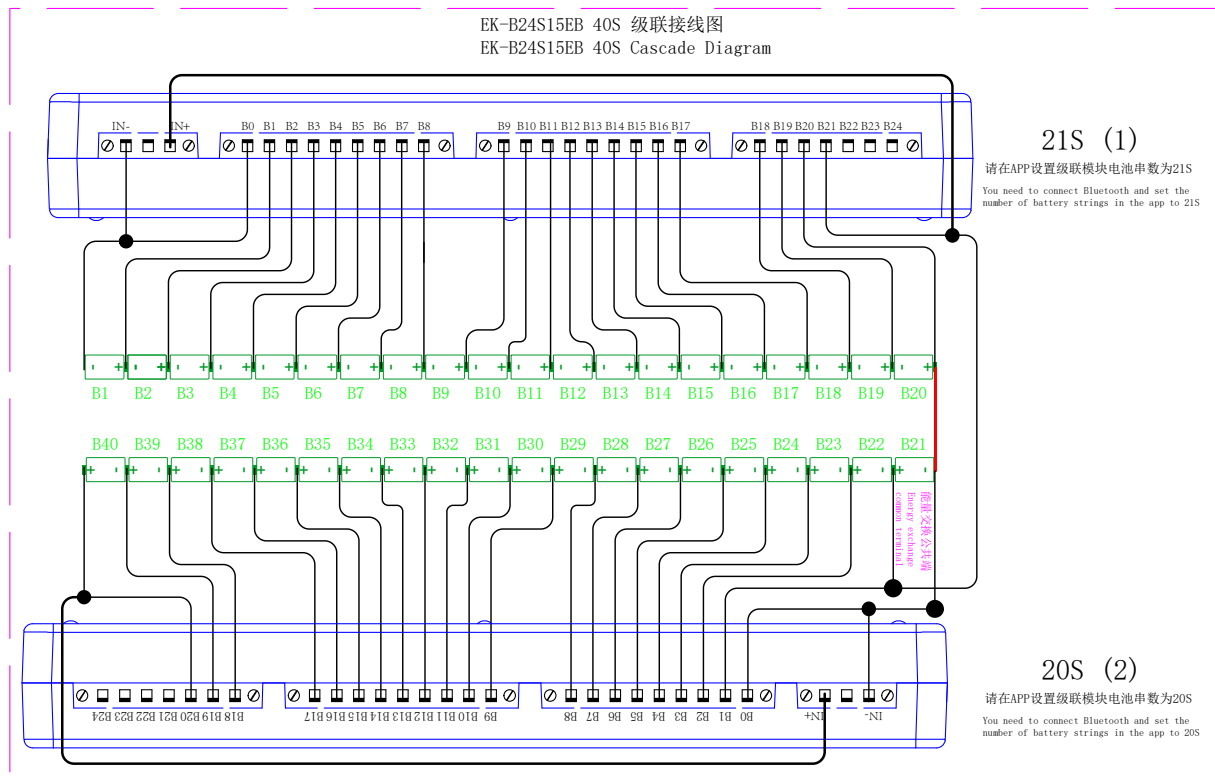 EK-B24S15EB 40S 级联接线图
EK-B24S15EB 40S Cascade Diagram
IN- IN+ B0 B1 B2 B3 B4 B5 B6 B7 B8 B9 B10 B11 B12 B13 B14 B15 B16 B17 B18 B19 B20 B21 B22 B23 B24
21S (1)
请在APP设置级联模块电池串数为21S
You need to connect Bluetooth and set the
number of battery strings in the app to 21S
- + - + - + - + - + - + - + - + - + - + - + - + - + - + - + - + - + - + - + - +
B1 B2 B3 B4 B5 B6 B7 B8 B9 B10 B11 B12 B13 B14 B15 B16 B17 B18 B19 B20
B40 B39 B38 B37 B36 B35 B34 B33 B32 B31 B30 B29 B28 B27 B26 B25 B24 B23 B22 B21
+ - + - + - + - + - + - + - + - + - + - + - + - + - + - + - + - + - + - + - + -
能量交换公共端
Energy exchange
common terminal
20S (2)
请在APP设置级联模块电池串数为20S
You need to connect Bluetooth and set the
number of battery strings in the app to 20S
IN- IN+ B0 B1 B2 B3 B4 B5 B6 B7 B8 B9 B10 B11 B12 B13 B14 B15 B16 B17 B18 B19 B20 B21 B22 B23 B24